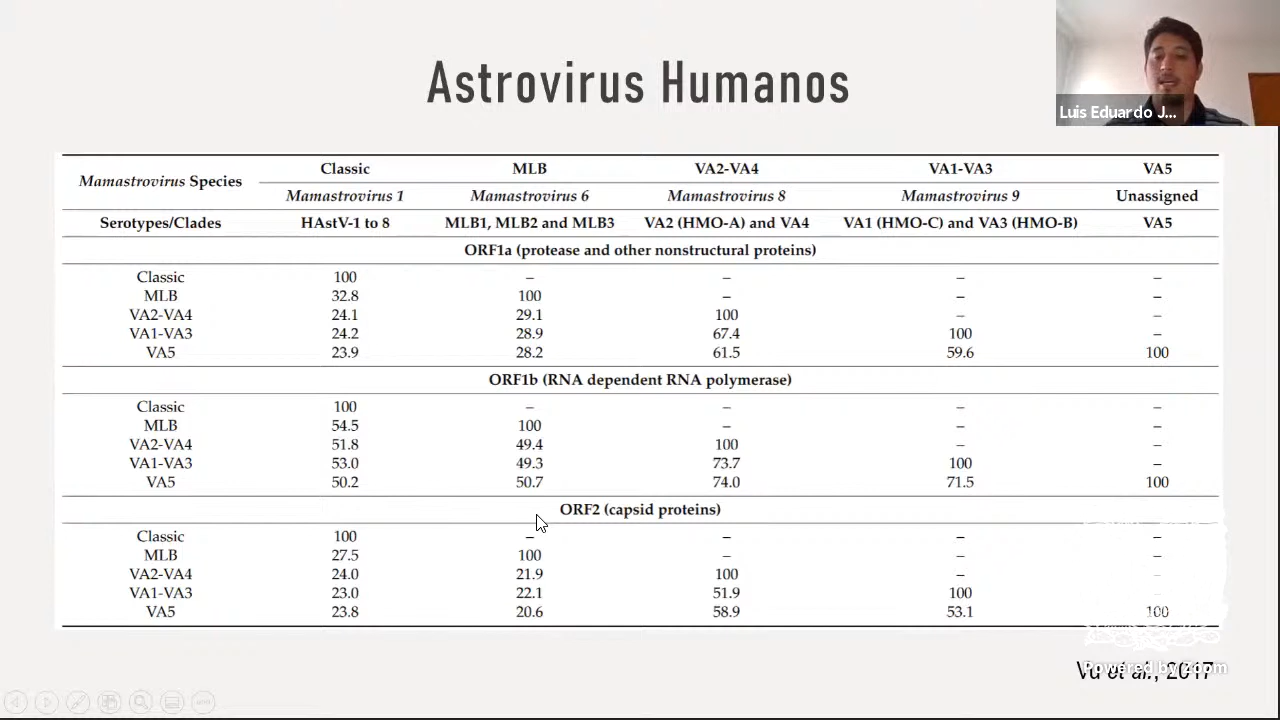 Astrovirus Humanos
Luis Eduardo J...
Mamastrovirus Species Classic MLB VA2-VA4 VA1-VA3 VA5
Mamastrovirus 1 Mamastrovirus 6 Mamastrovirus 8 Mamastrovirus 9 Unassigned
Serotypes/Clades HAstV-1 to 8 MLB1, MLB2 and MLB3 VA2 (HMO-A) and VA4 VA1 (HMO-C) and VA3 (HMO-B) VA5
ORF1a (protease and other nonstructural proteins)
Classic 100 – – – –
MLB 32.8 100 – – –
VA2-VA4 24.1 29.1 100 – –
VA1-VA3 24.2 28.9 67.4 100 –
VA5 23.9 28.2 61.5 59.6 100
ORF1b (RNA dependent RNA polymerase)
Classic 100 – – – –
MLB 54.5 100 – – –
VA2-VA4 51.8 49.4 100 – –
VA1-VA3 53.0 49.3 73.7 100 –
VA5 50.2 50.7 74.0 71.5 100
ORF2 (capsid proteins)
Classic 100 – – – –
MLB 27.5 100 – – –
VA2-VA4 24.0 21.9 100 – –
VA1-VA3 23.0 22.1 51.9 100 –
VA5 23.8 20.6 58.9 53.1 100
Vu et al., 2017
Powered by Zoom